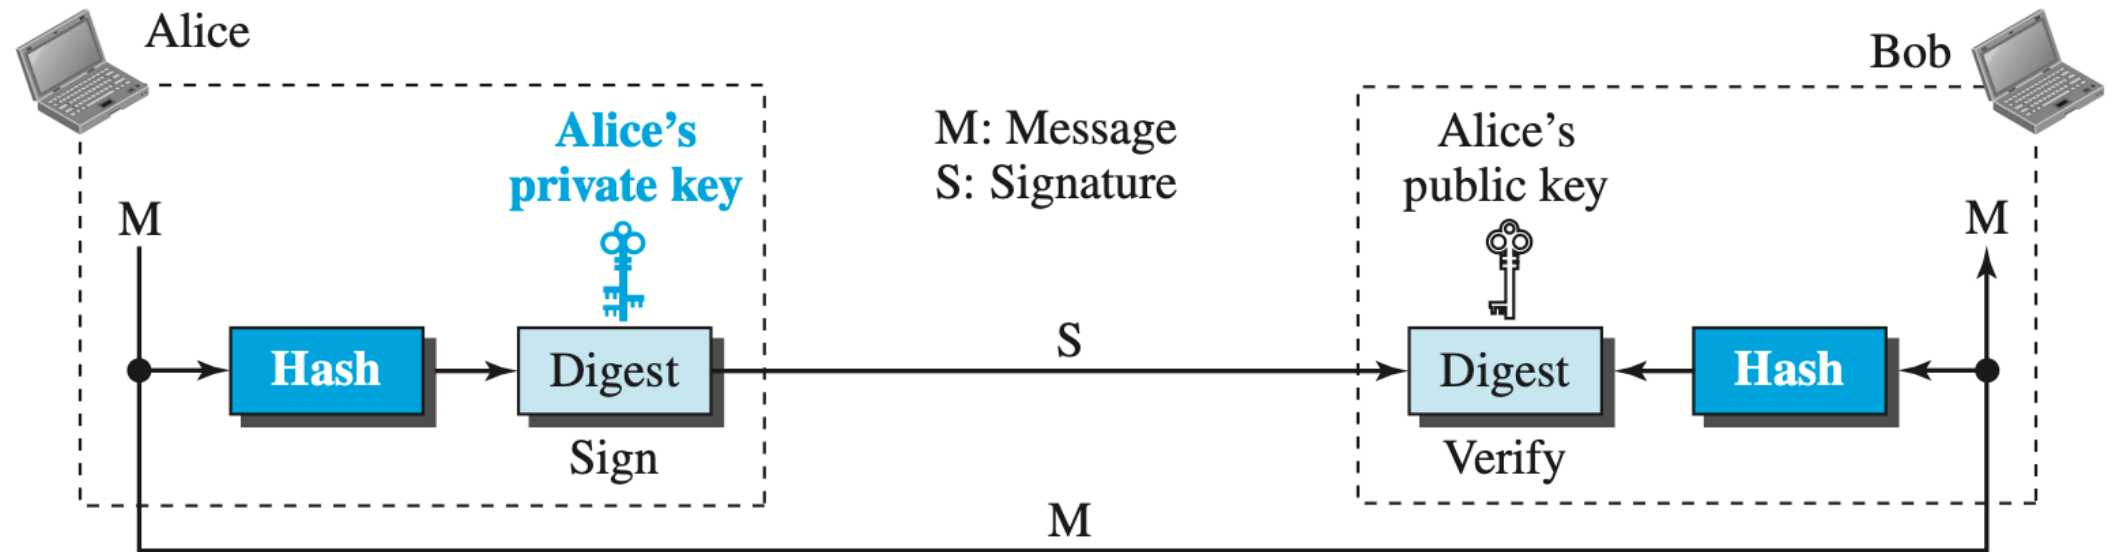 Alice
Bob
Alice's
private key
M: Message
S: Signature
Alice's
public key
M
M
Hash
Digest
S
Digest
Hash
Sign
Verify
M